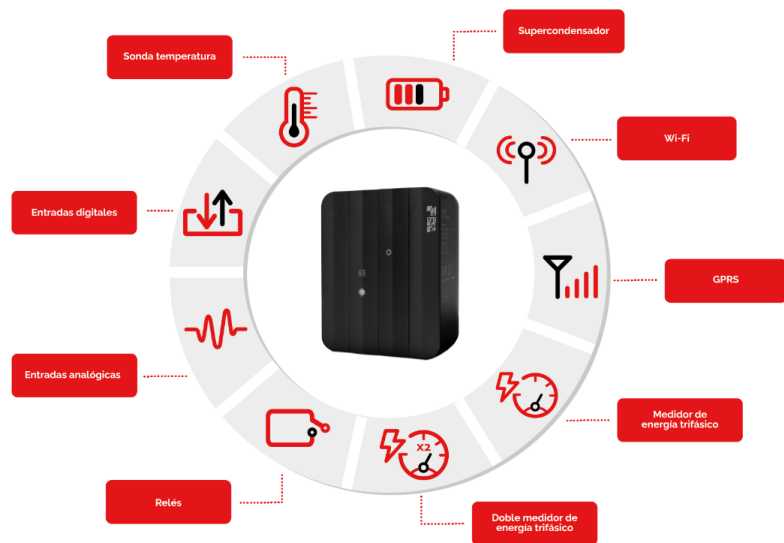 Supercondensador
Sonda temperatura
Wi-Fi
Entradas digitales
GPRS
Entradas analógicas
Medidor de
energía trifásico
X2
Relés
Doble medidor de
energía trifásico